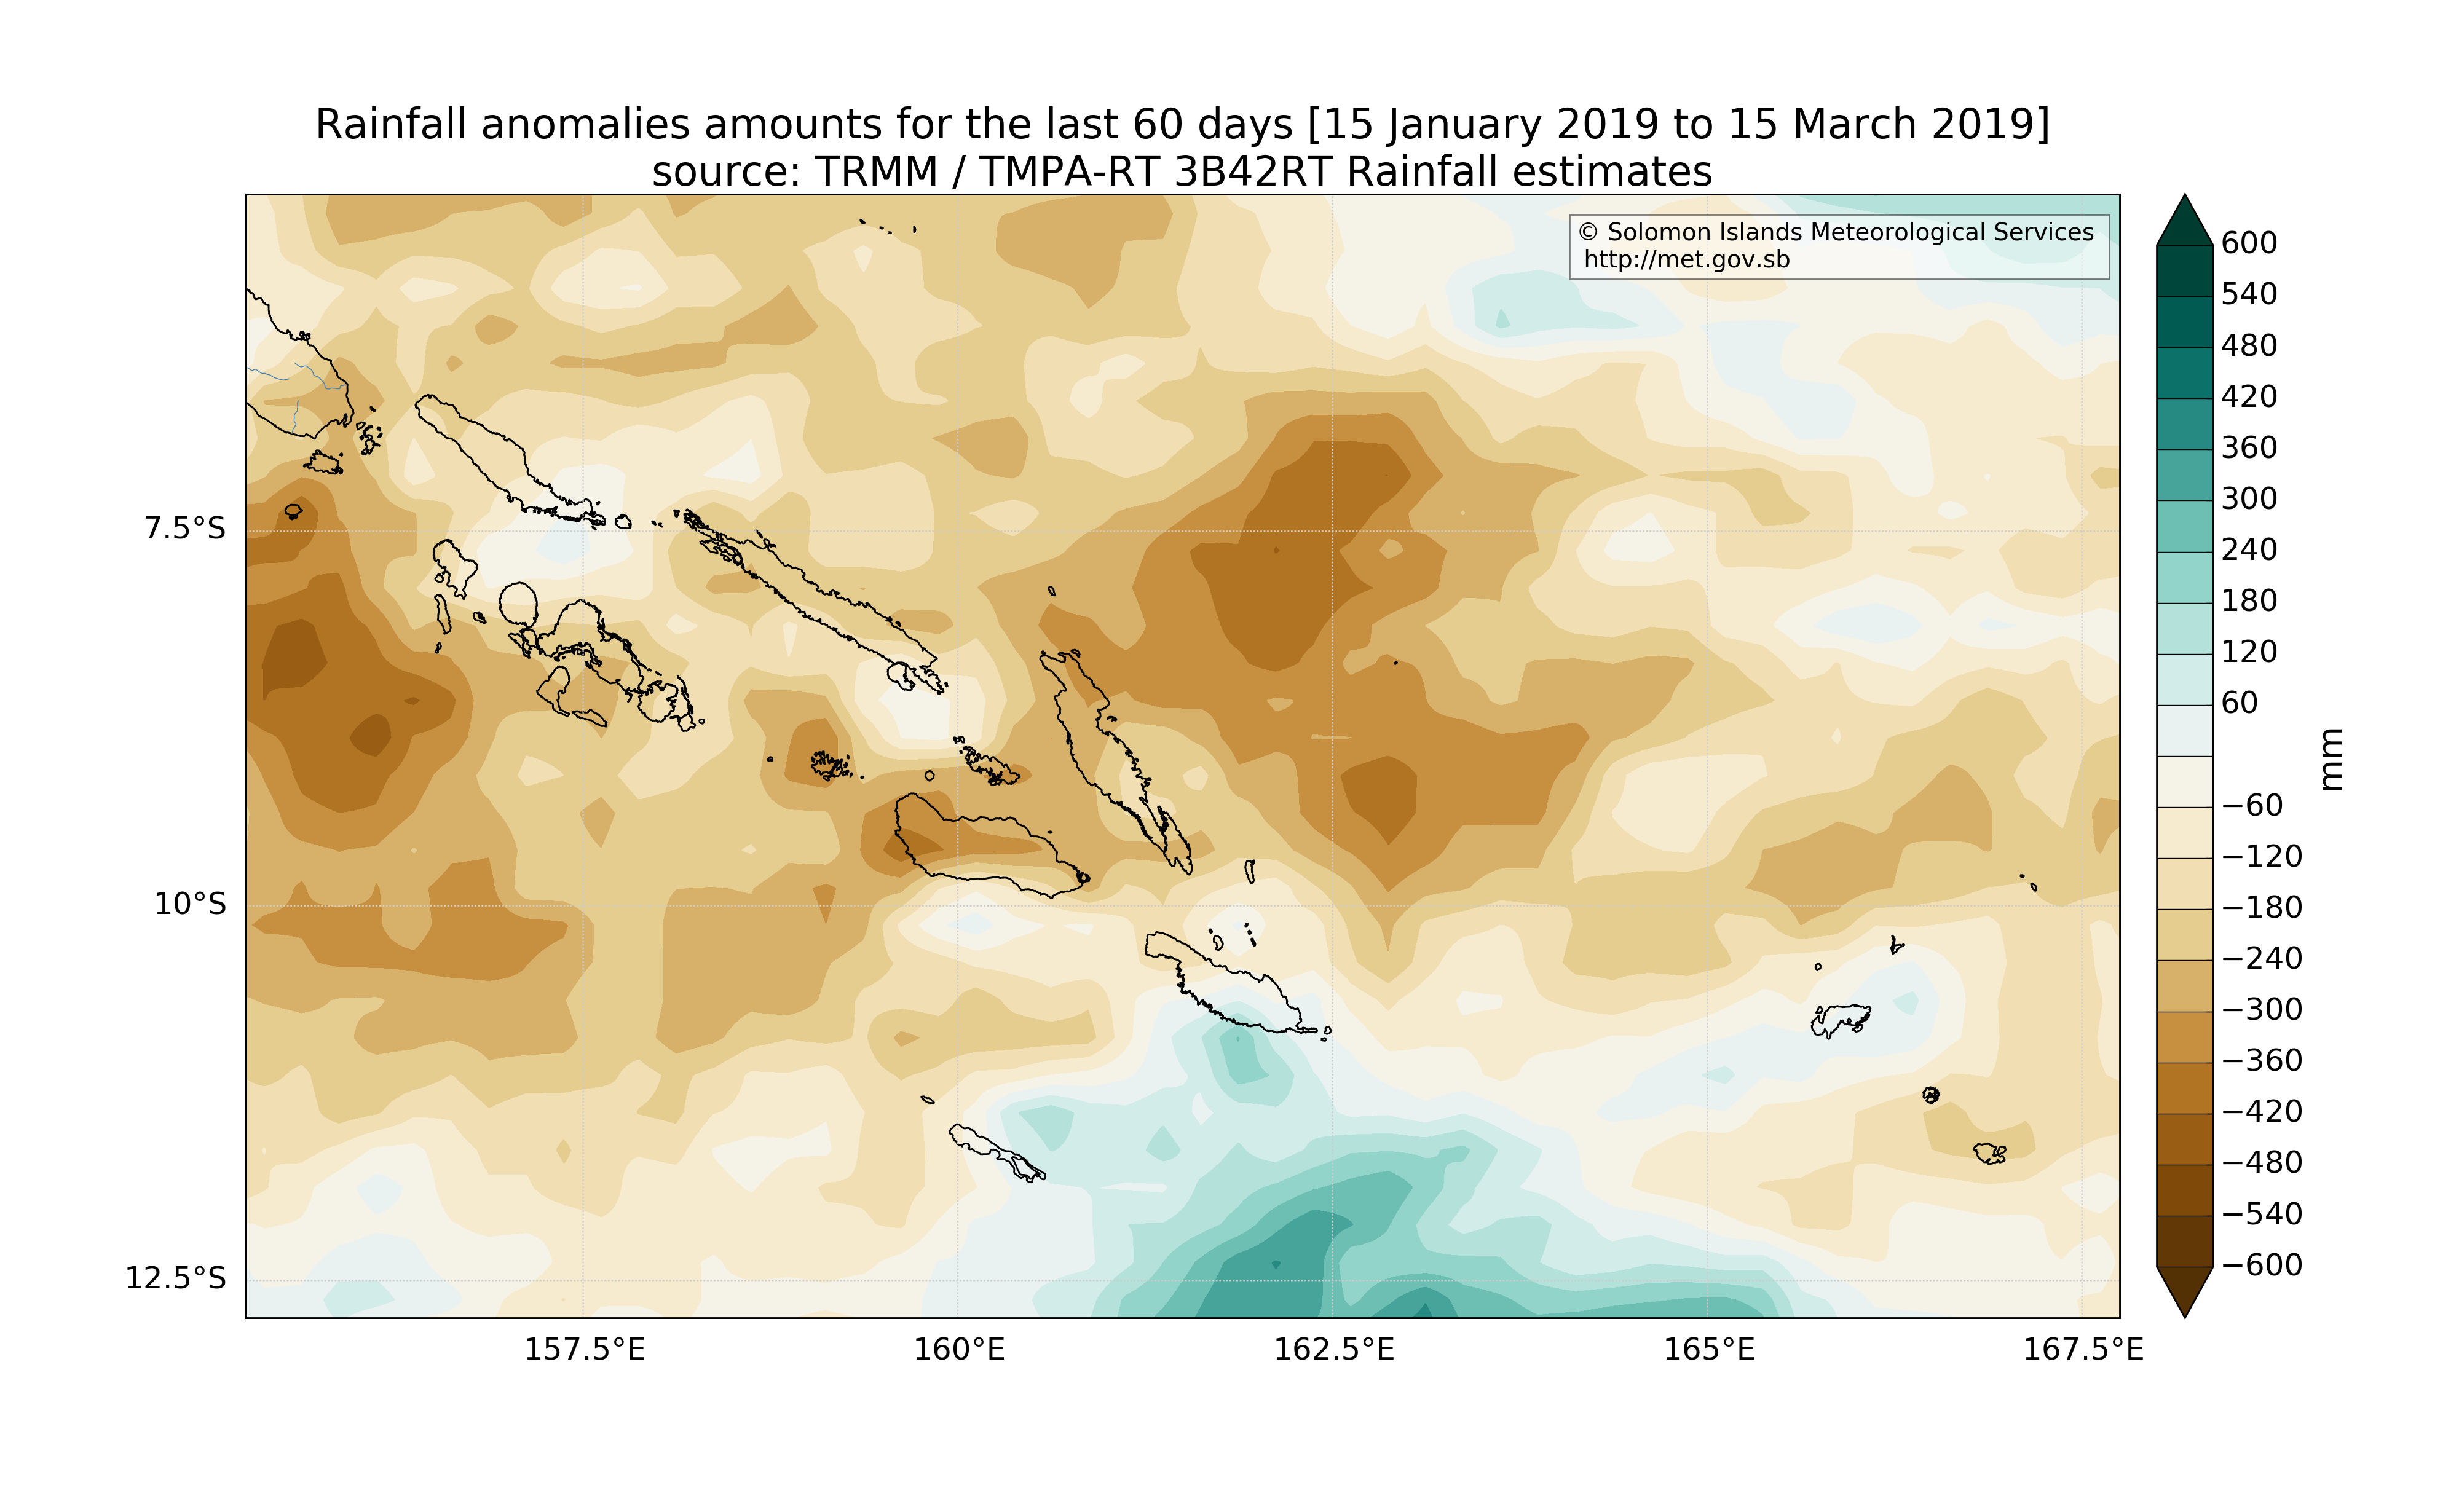 Rainfall anomalies amounts for the last 60 days [15 January 2019 to 15 March 2019]
source: TRMM / TMPA-RT 3B42RT Rainfall estimates
© Solomon Islands Meteorological Services
http://met.gov.sb
7.5°S
10°S
12.5°S
157.5°E
160°E
162.5°E
165°E
167.5°E
600
540
480
420
360
300
240
180
120
60
−60
−120
−180
−240
−300
−360
−420
−480
−540
−600
mm